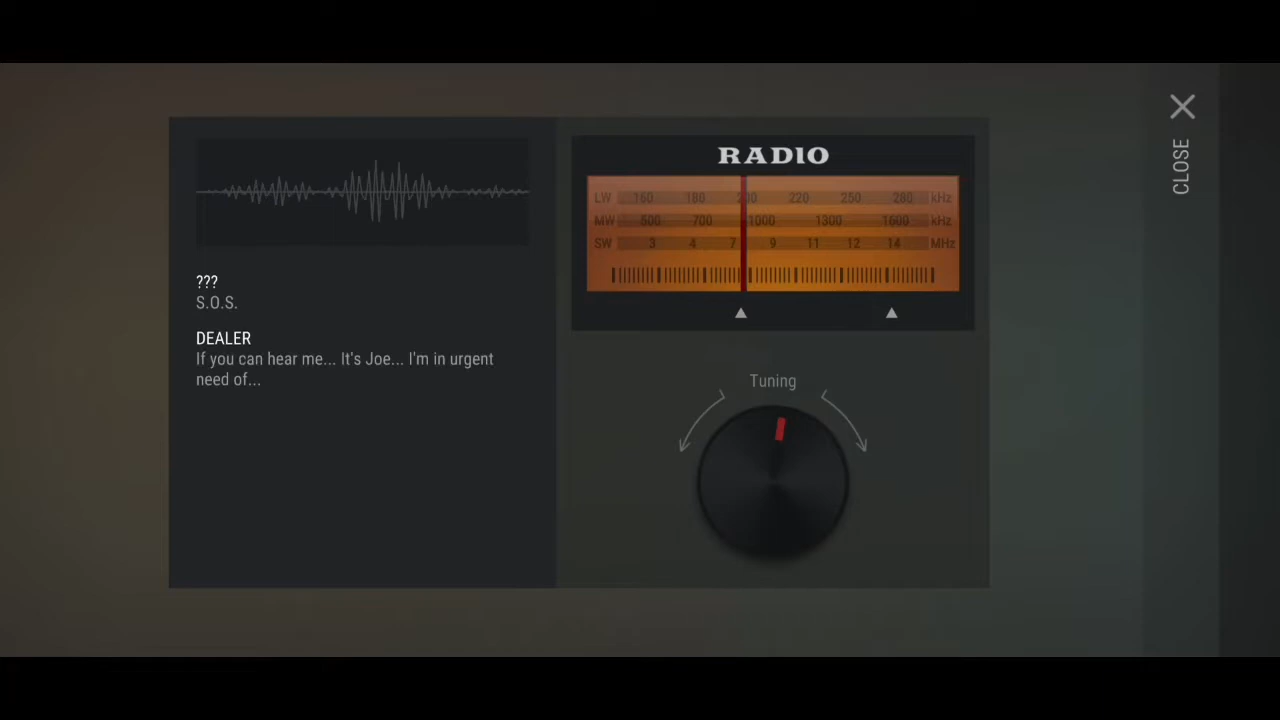 RADIO
LW 160 180 200 220 250 280 kHz
MW 500 700 1000 1300 1600 kHz
SW 3 4 7 9 11 12 14 MHz
???
S.O.S.
DEALER
If you can hear me... It's Joe... I'm in urgent
need of...
Tuning
CLOSE